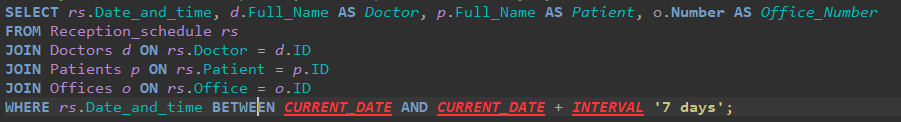 SELECT rs.Date_and_time, d.Full_Name AS Doctor, p.Full_Name AS Patient, o.Number AS Office_Number
FROM Reception_schedule rs
JOIN Doctors d ON rs.Doctor = d.ID
JOIN Patients p ON rs.Patient = p.ID
JOIN Offices o ON rs.Office = o.ID
WHERE rs.Date_and_time BETWEEN CURRENT_DATE AND CURRENT_DATE + INTERVAL '7 days';